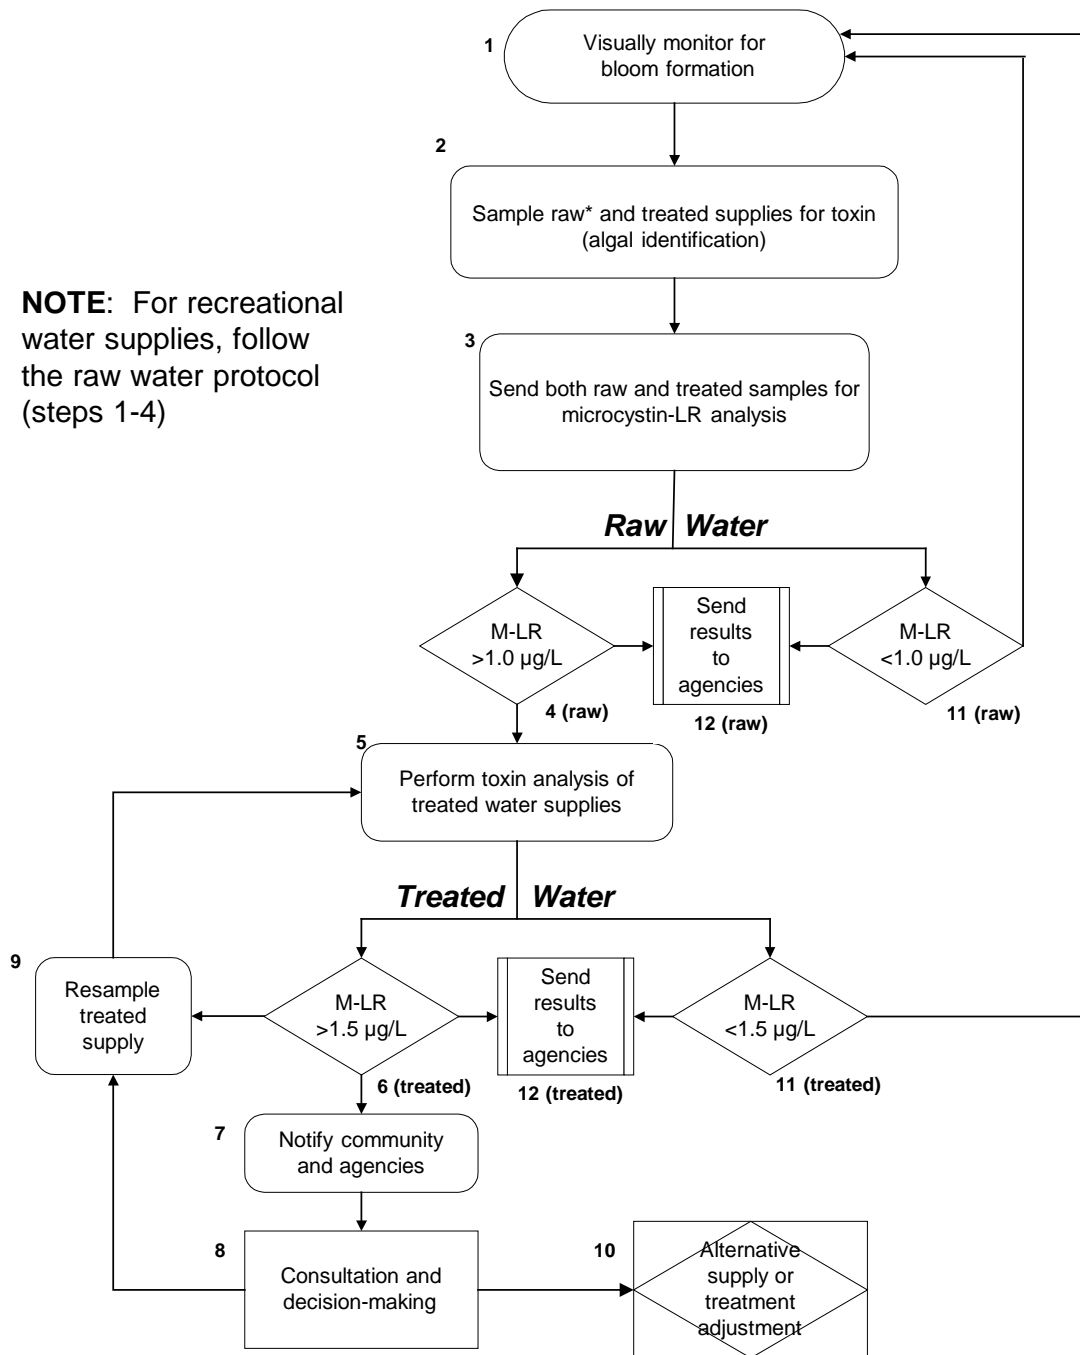 1
Visually monitor for
bloom formation
2
Sample raw* and treated supplies for toxin
(algal identification)
NOTE: For recreational
water supplies, follow
the raw water protocol
(steps 1-4)
3
Send both raw and treated samples for
microcystin-LR analysis
Raw Water
M-LR
>1.0 µg/L
4 (raw)
Send
results
to
agencies
12 (raw)
M-LR
<1.0 µg/L
11 (raw)
5
Perform toxin analysis of
treated water supplies
Treated Water
9
Resample
treated
supply
M-LR
>1.5 µg/L
6 (treated)
Send
results
to
agencies
12 (treated)
M-LR
<1.5 µg/L
11 (treated)
7
Notify community
and agencies
8
Consultation and
decision-making
10
Alternative
supply or
treatment
adjustment